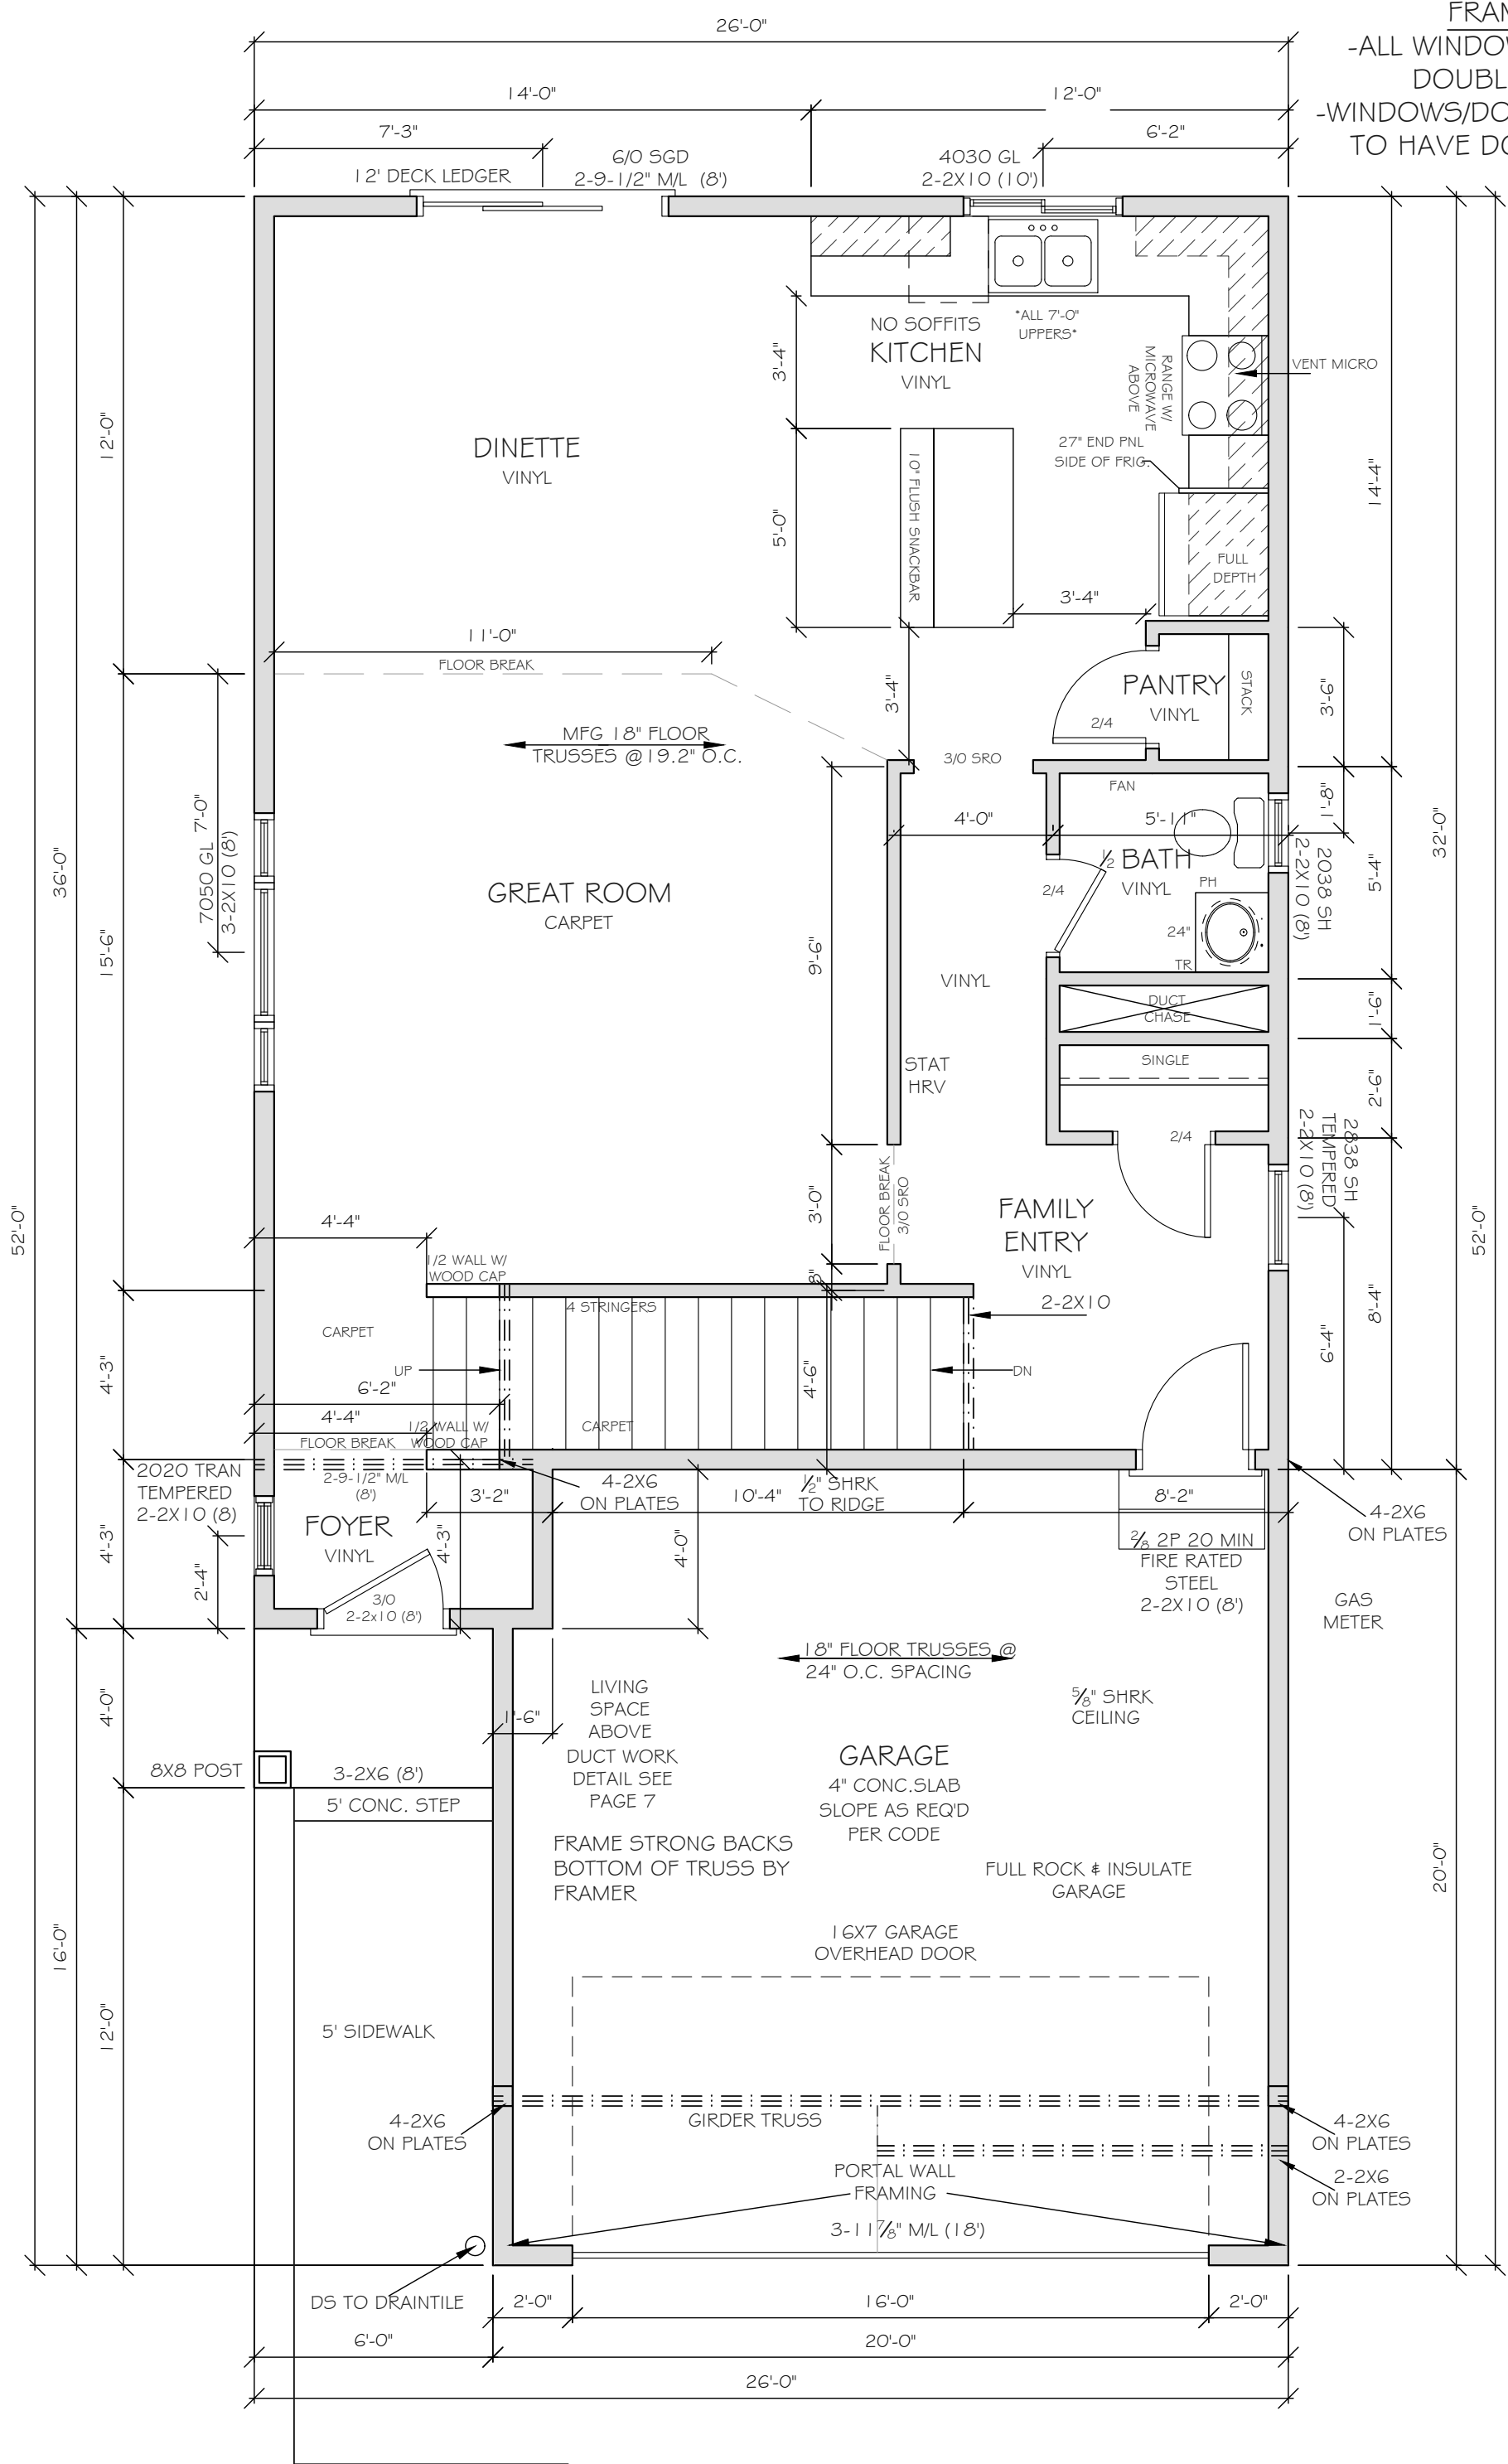 FRAM
-ALL WINDOW
DOUBL
-WINDOWS/DO
TO HAVE DO
26'-0"
14'-0"
12'-0"
7'-3"
6'-2"
6/0 SGD
2-9-1/2" M/L (8')
12' DECK LEDGER
4030 GL
2-2X10 (10')
NO SOFFITS
KITCHEN
VINYL
*ALL 7'-0"
UPPERS*
RANGE W/
MICROWAVE
ABOVE
VENT MICRO
3'-4"
12'-0"
DINETTE
VINYL
27" END PNL
SIDE OF FRIG.
10" FLUSH SNACKBAR
5'-0"
14'-4"
FULL
DEPTH
3'-4"
11'-0"
FLOOR BREAK
3'-4"
PANTRY
VINYL
STACK
2/4
3'-6"
MFG 18" FLOOR
TRUSSES @19.2" O.C.
3/0 SRO
FAN
1'-8"
4'-0"
5'-11"
1/2 BATH
VINYL
PH
2/4
24"
TR
2038 SH
2-2X10 (8')
5'-4"
32'-0"
36'-0"
7050 GL 7'-0"
3-2X10 (8')
GREAT ROOM
CARPET
15'-6"
9'-6"
VINYL
DUCT
CHASE
1'-6"
STAT
HRV
SINGLE
2'-6"
2/4
2838 SH
TEMPERED
2-2X10 (8')
52'-0"
52'-0"
3'-0"
FLOOR BREAK
3/0 SRO
FAMILY
ENTRY
VINYL
4'-4"
1/2 WALL W/
WOOD CAP
8"
4 STRINGERS
2-2X10
8'-4"
6'-4"
CARPET
UP
DN
4'-3"
6'-2"
4'-6"
4'-4"
1/2 WALL W/
WOOD CAP
CARPET
FLOOR BREAK
2020 TRAN
TEMPERED
2-2X10 (8)
2-9-1/2" M/L
(8')
4-2X6
ON PLATES
1/2" SHRK
TO RIDGE
3'-2"
10'-4"
8'-2"
4-2X6
ON PLATES
FOYER
VINYL
4'-3"
4'-3"
4'-0"
2'-4"
3/0
2-2x10 (8')
2/8 2P 20 MIN
FIRE RATED
STEEL
2-2X10 (8')
GAS
METER
18" FLOOR TRUSSES @
24" O.C. SPACING
LIVING
SPACE
ABOVE
DUCT WORK
DETAIL SEE
PAGE 7
5/8" SHRK
CEILING
4'-0"
1'-6"
8X8 POST
3-2X6 (8')
5' CONC. STEP
GARAGE
4" CONC.SLAB
SLOPE AS REQ'D
PER CODE
FRAME STRONG BACKS
BOTTOM OF TRUSS BY
FRAMER
FULL ROCK & INSULATE
GARAGE
20'-0"
16'-0"
12'-0"
16X7 GARAGE
OVERHEAD DOOR
5' SIDEWALK
4-2X6
ON PLATES
GIRDER TRUSS
4-2X6
ON PLATES
PORTAL WALL
FRAMING
2-2X6
ON PLATES
3-11 7/8" M/L (18')
DS TO DRAINTILE
2'-0"
16'-0"
2'-0"
6'-0"
20'-0"
26'-0"